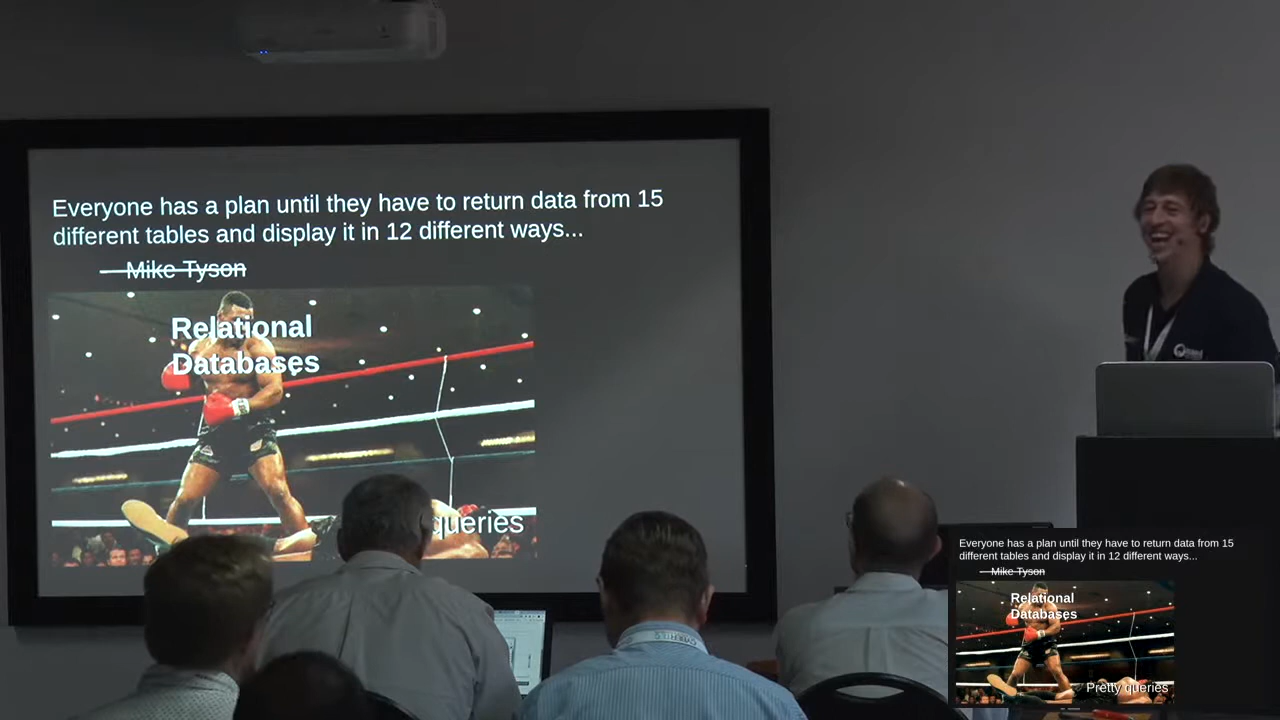 Everyone has a plan until they have to return data from 15
different tables and display it in 12 different ways...
— Mike Tyson
Relational
Databases
queries
Everyone has a plan until they have to return data from 15
different tables and display it in 12 different ways...
— Mike Tyson
Relational
Databases
Pretty queries